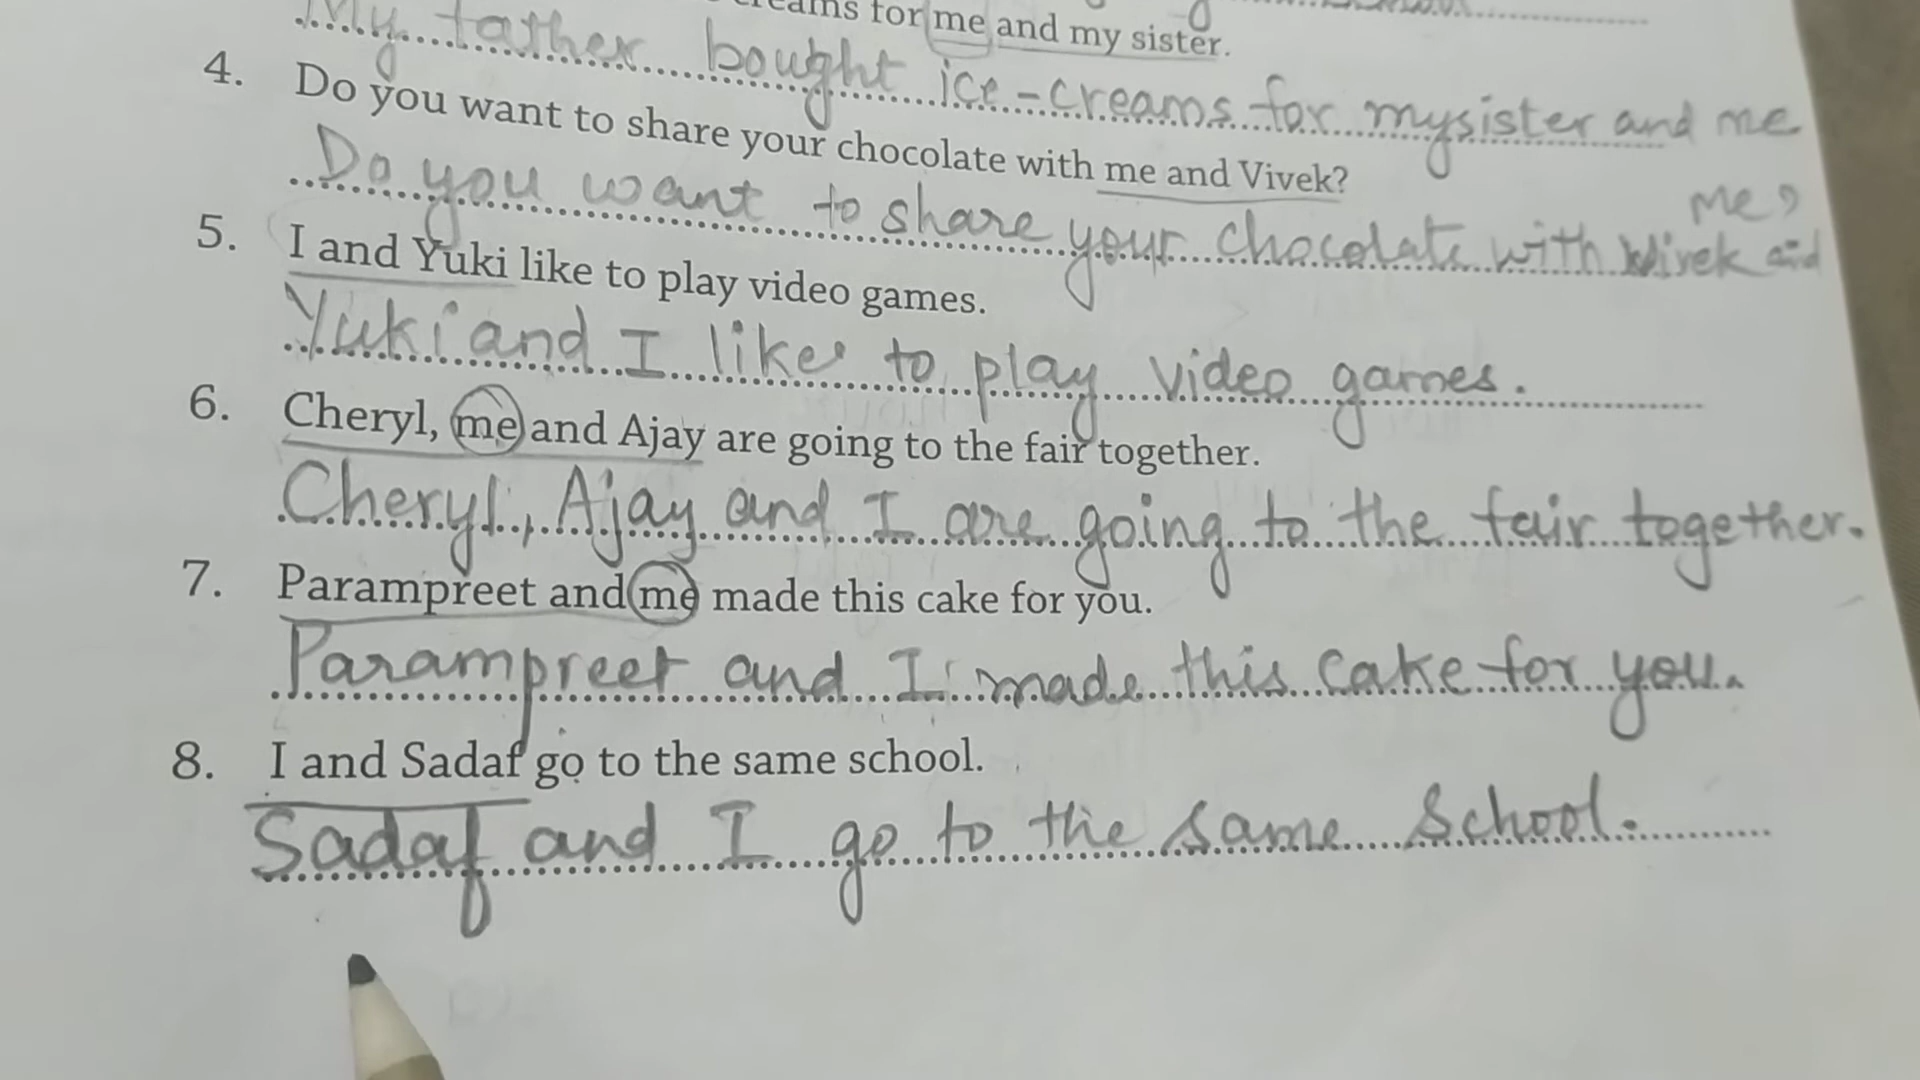 creams for me and my sister.
My father bought ice-creams for my sister and me
4. Do you want to share your chocolate with me and Vivek?
me?
Do you want to share your chocolate with Vivek and
5. I and Yuki like to play video games.
Yuki and I like to play video games.
6. Cheryl, me and Ajay are going to the fair together.
Cheryl, Ajay and I are going to the fair together.
7. Parampreet and me made this cake for you.
Parampreet and I made this cake for you.
8. I and Sadaf go to the same school.
Sadaf and I go to the same school.